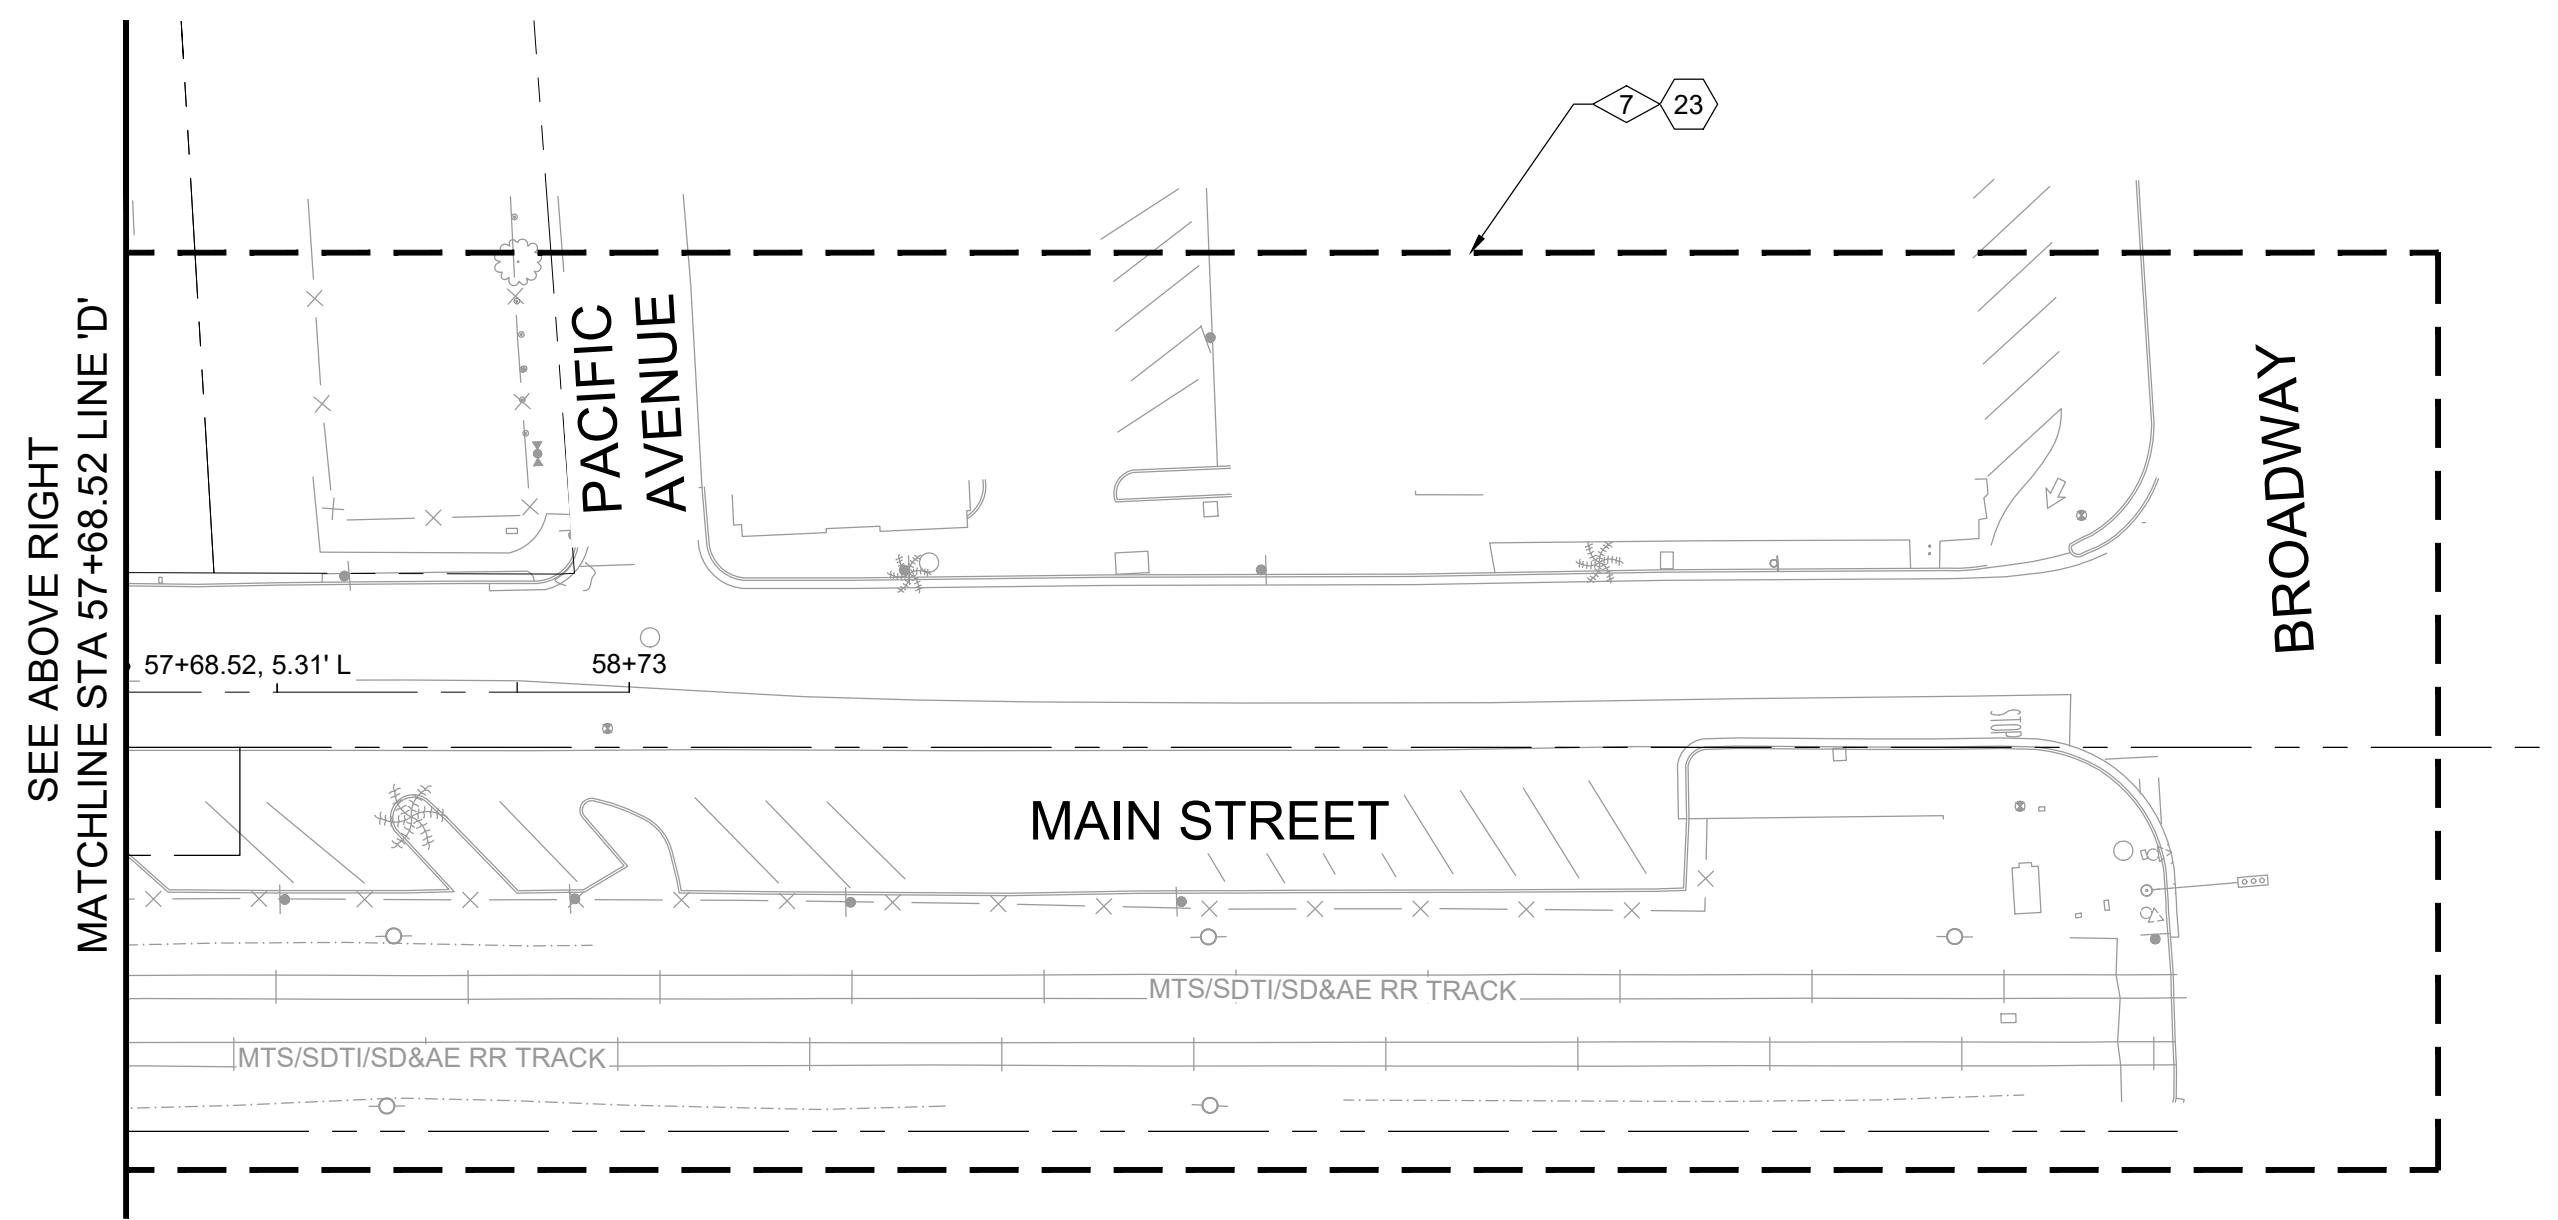 SEE ABOVE RIGHT
MATCHLINE STA 57+68.52 LINE 'D'
7
23
PACIFIC
AVENUE
BROADWAY
57+68.52, 5.31' L
58+73
STOP
MAIN STREET
MTS/SDTI/SD&AE RR TRACK
MTS/SDTI/SD&AE RR TRACK